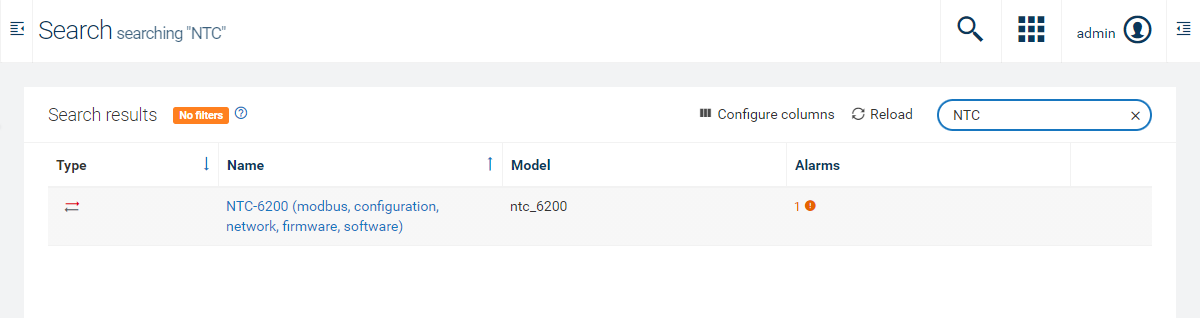 Search searching "NTC"
admin
Search results No filters
Configure columns Reload NTC
Type Name Model Alarms
NTC-6200 (modbus, configuration, ntc_6200 1
network, firmware, software)